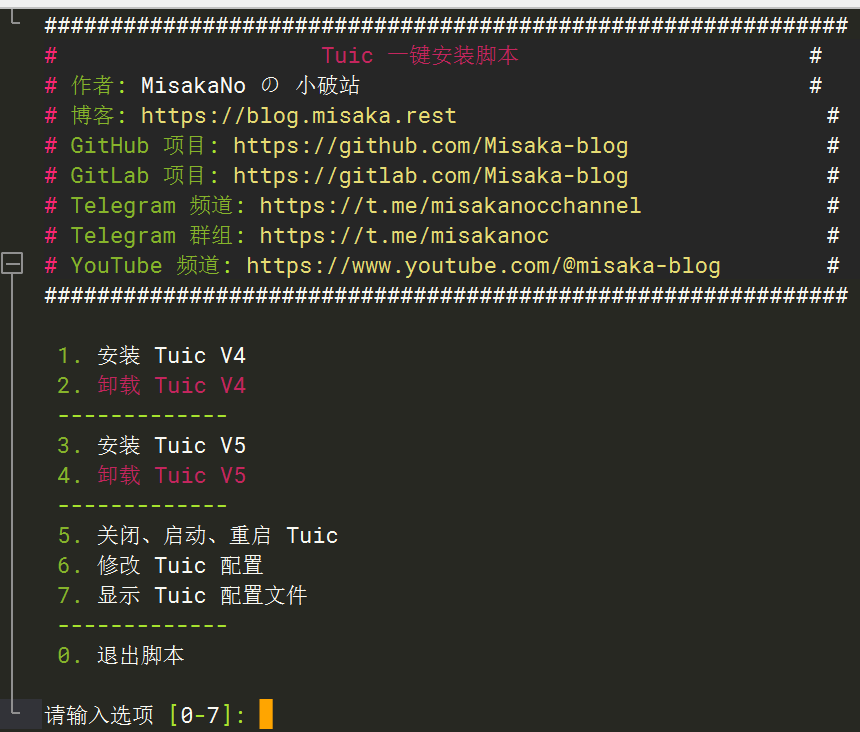 ##############################################################
# Tuic 一键安装脚本 #
# 作者: MisakaNo の 小破站 #
# 博客: https://blog.misaka.rest #
# GitHub 项目: https://github.com/Misaka-blog #
# GitLab 项目: https://gitlab.com/Misaka-blog #
# Telegram 频道: https://t.me/misakanocchannel #
# Telegram 群组: https://t.me/misakanoc #
# YouTube 频道: https://www.youtube.com/@misaka-blog #
##############################################################
1. 安装 Tuic V4
2. 卸载 Tuic V4
-------------
3. 安装 Tuic V5
4. 卸载 Tuic V5
-------------
5. 关闭、启动、重启 Tuic
6. 修改 Tuic 配置
7. 显示 Tuic 配置文件
-------------
0. 退出脚本
请输入选项 [0-7]: